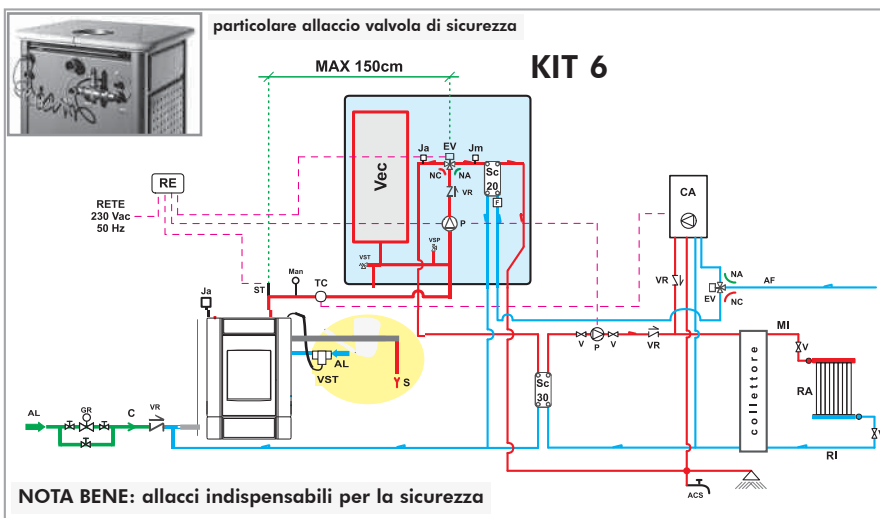 particolare allaccio valvola di sicurezza
KIT 6
MAX 150cm
Ja
EV
Jm
NC
NA
Vec
Sc
20
F
VR
P
VSP
VST
RE
RETE
230 Vac
50 Hz
CA
Man
TC
ST
Ja
VR
NA
EV
NC
AF
AL
VST
S
V
P
V
VR
MI
V
Sc
30
collettore
RA
AL
GR
C
VR
V
RI
ACS
NOTA BENE: allacci indispensabili per la sicurezza